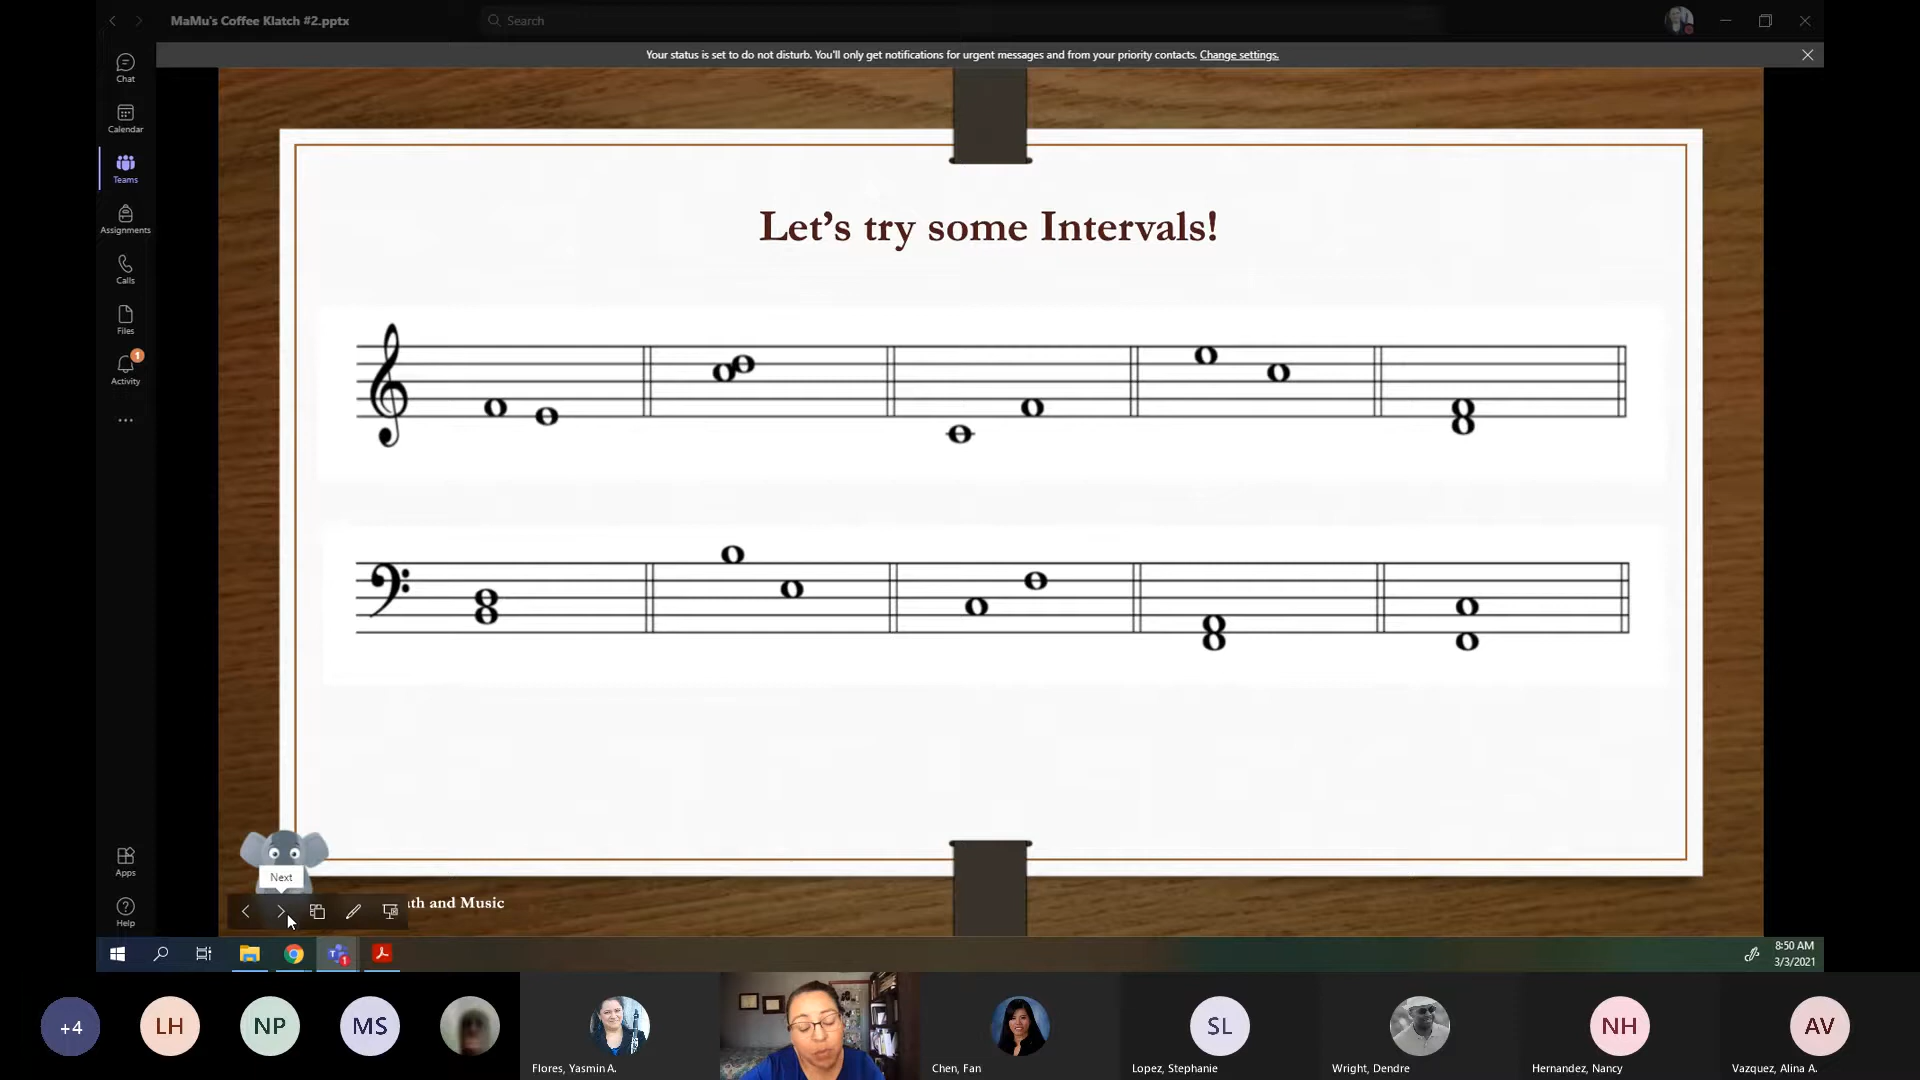 MaMu's Coffee Klatch #2.pptx
Search
Your status is set to do not disturb. You'll only get notifications for urgent messages and from your priority contacts. Change settings.
Chat
Calendar
Teams
Assignments
Calls
Files
1
Activity
Let's try some Intervals!
Apps
Help
Next
and Music
1
8:50 AM
3/3/2021
+4
LH
NP
MS
SL
NH
AV
Flores, Yasmin A.
Chen, Fan
Lopez, Stephanie
Wright, Dendre
Hernandez, Nancy
Vazquez, Alina A.